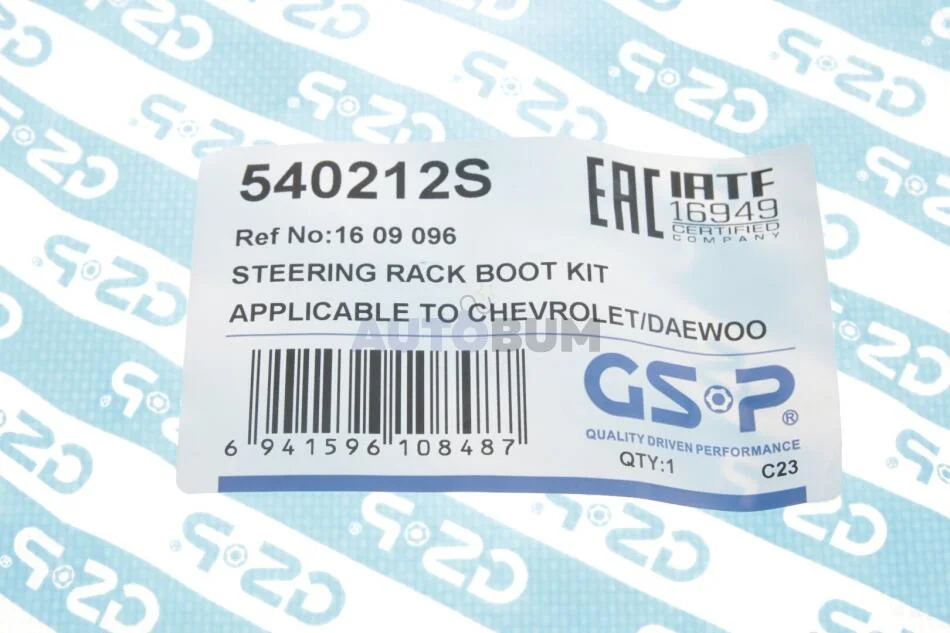 540212S
EAC
IATF
16949
CERTIFIED
COMPANY
Ref No:16 09 096
STEERING RACK BOOT KIT
APPLICABLE TO CHEVROLET/DAEWOO
AUTOBUM
6 941596 108487
GSP®
QUALITY DRIVEN PERFORMANCE
QTY:1
C23